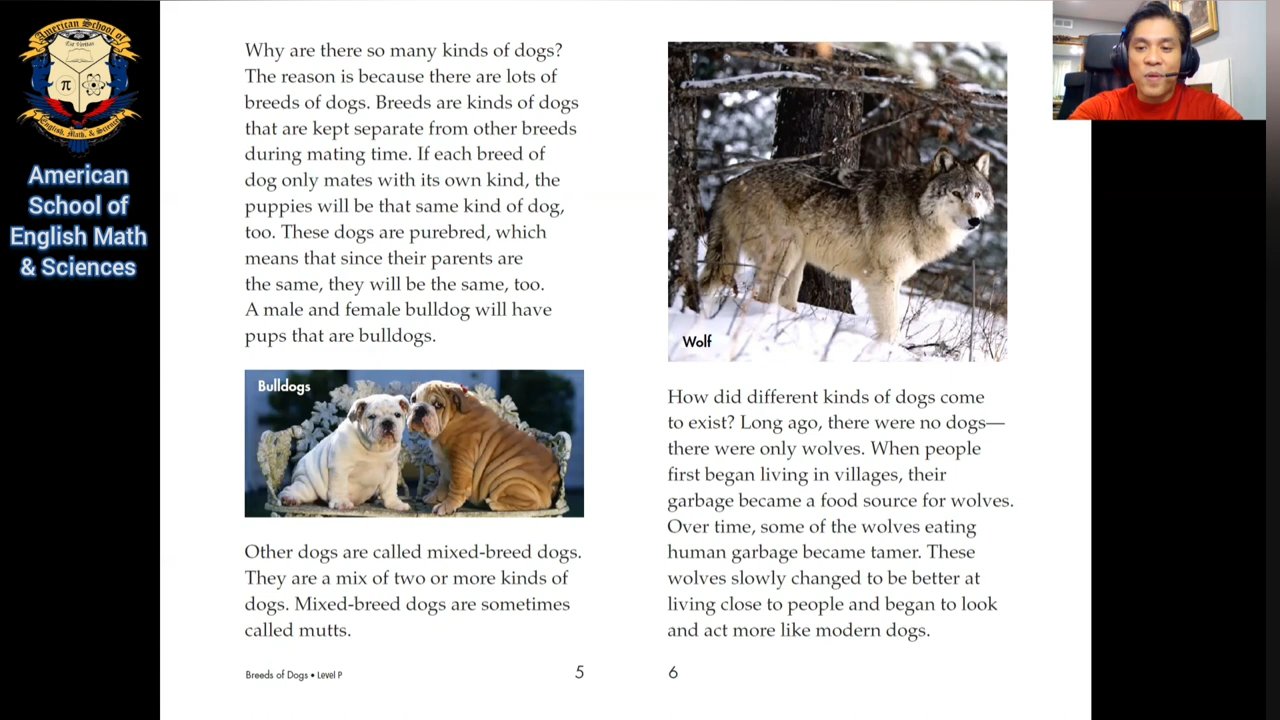 American School of
English, Math, & Sciences
American
School of
English Math
& Sciences
Why are there so many kinds of dogs?
The reason is because there are lots of
breeds of dogs. Breeds are kinds of dogs
that are kept separate from other breeds
during mating time. If each breed of
dog only mates with its own kind, the
puppies will be that same kind of dog,
too. These dogs are purebred, which
means that since their parents are
the same, they will be the same, too.
A male and female bulldog will have
pups that are bulldogs.
Bulldogs
Other dogs are called mixed-breed dogs.
They are a mix of two or more kinds of
dogs. Mixed-breed dogs are sometimes
called mutts.
Breeds of Dogs • Level P
5
Wolf
How did different kinds of dogs come
to exist? Long ago, there were no dogs—
there were only wolves. When people
first began living in villages, their
garbage became a food source for wolves.
Over time, some of the wolves eating
human garbage became tamer. These
wolves slowly changed to be better at
living close to people and began to look
and act more like modern dogs.
6